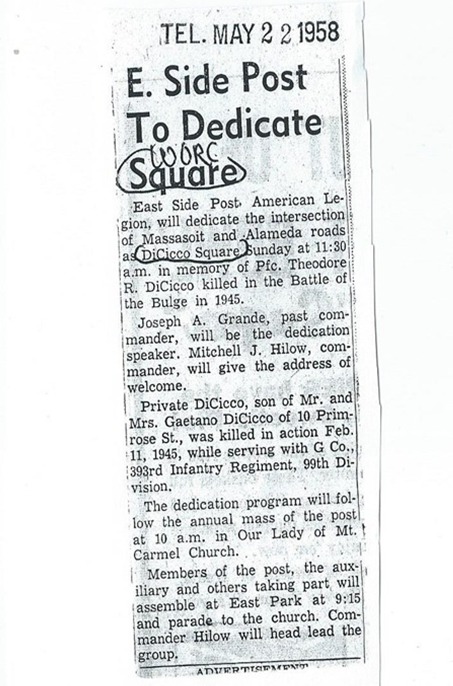 TEL. MAY 22 1958
E. Side Post
To Dedicate
WORC
Square
East Side Post American Le-
gion, will dedicate the intersection
of Massasoit and Alameda roads
as DiCicco Square Sunday at 11:30
a.m. in memory of Pfc. Theodore
R. DiCicco killed in the Battle of
the Bulge in 1945.
Joseph A. Grande, past com-
mander, will be the dedication
speaker. Mitchell J. Hilow, com-
mander, will give the address of
welcome.
Private DiCicco, son of Mr. and
Mrs. Gaetano DiCicco of 10 Prim-
rose St., was killed in action Feb.
11, 1945, while serving with G Co.,
393rd Infantry Regiment, 99th Di-
vision.
The dedication program will fol-
low the annual mass of the post
at 10 a.m. in Our Lady of Mt.
Carmel Church.
Members of the post, the aux-
iliary and others taking part will
assemble at East Park at 9:15
and parade to the church. Com-
mander Hilow will head lead the
group.
ADVERTISEMENT